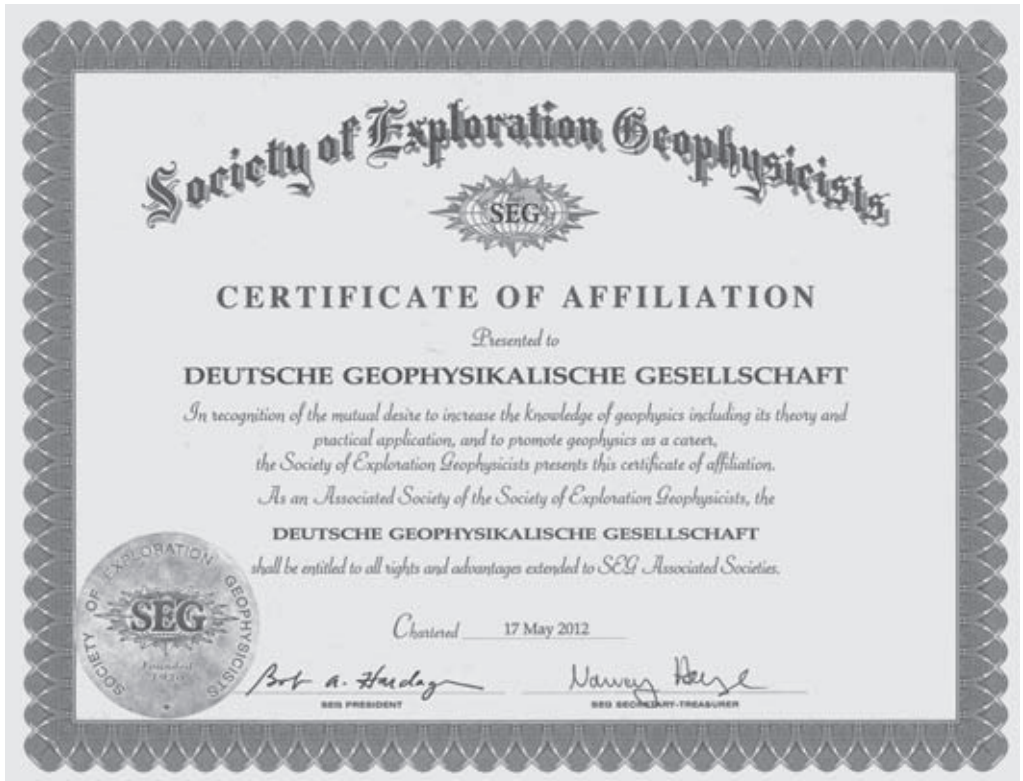 Society of Exploration Geophysicists
SEG
CERTIFICATE OF AFFILIATION
Presented to
DEUTSCHE GEOPHYSIKALISCHE GESELLSCHAFT
In recognition of the mutual desire to increase the knowledge of geophysics including its theory and
practical application, and to promote geophysics as a career,
the Society of Exploration Geophysicists presents this certificate of affiliation.
As an Associated Society of the Society of Exploration Geophysicists, the
DEUTSCHE GEOPHYSIKALISCHE GESELLSCHAFT
shall be entitled to all rights and advantages extended to SEG Associated Societies.
SOCIETY OF EXPLORATION GEOPHYSICISTS
SEG
Founded
1930
Chartered 17 May 2012
Bob A. Hardage
SEG PRESIDENT
SEG SECRETARY-TREASURER